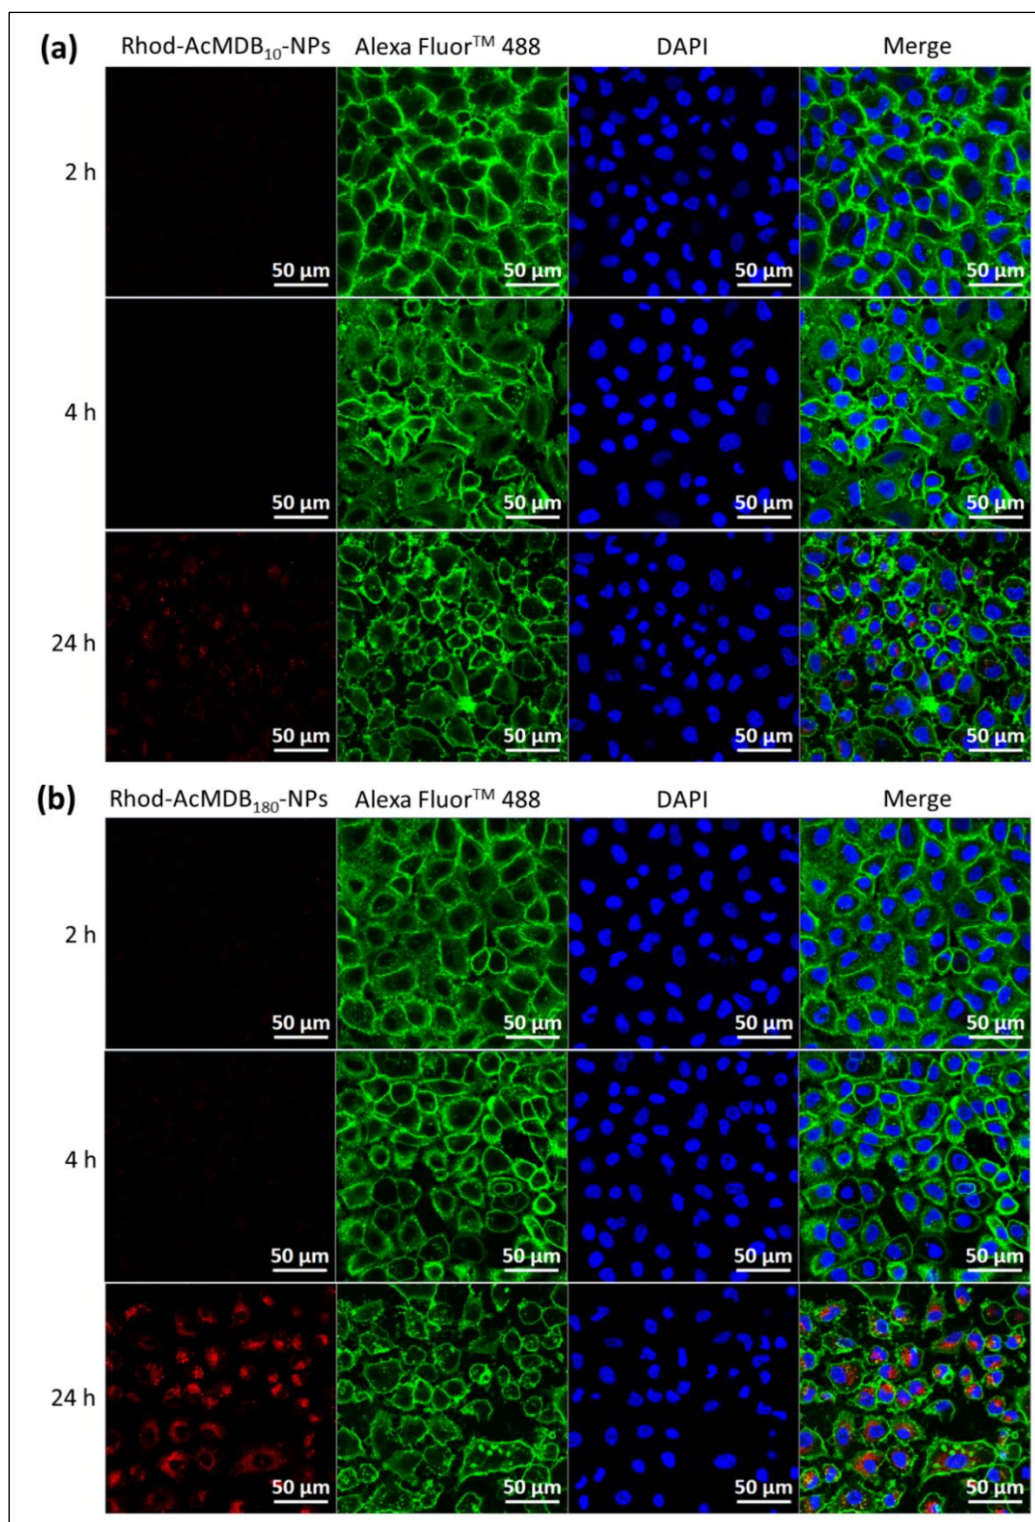 (a) Rhod-AcMDB₁₀-NPs Alexa Fluor™ 488 DAPI Merge
2 h
50 µm 50 µm 50 µm 50 µm
4 h
50 µm 50 µm 50 µm 50 µm
24 h
50 µm 50 µm 50 µm 50 µm
(b) Rhod-AcMDB₁₈₀-NPs Alexa Fluor™ 488 DAPI Merge
2 h
50 µm 50 µm 50 µm 50 µm
4 h
50 µm 50 µm 50 µm 50 µm
24 h
50 µm 50 µm 50 µm 50 µm